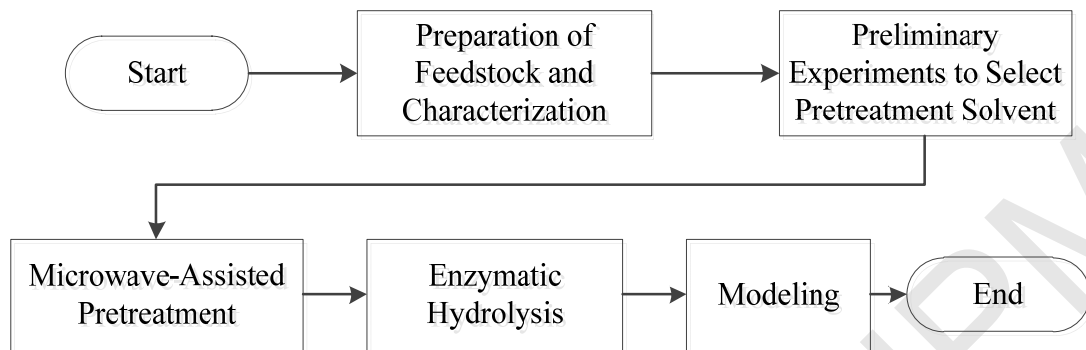 Start
Preparation of
Feedstock and
Characterization
Preliminary
Experiments to Select
Pretreatment Solvent
Microwave-Assisted
Pretreatment
Enzymatic
Hydrolysis
Modeling
End